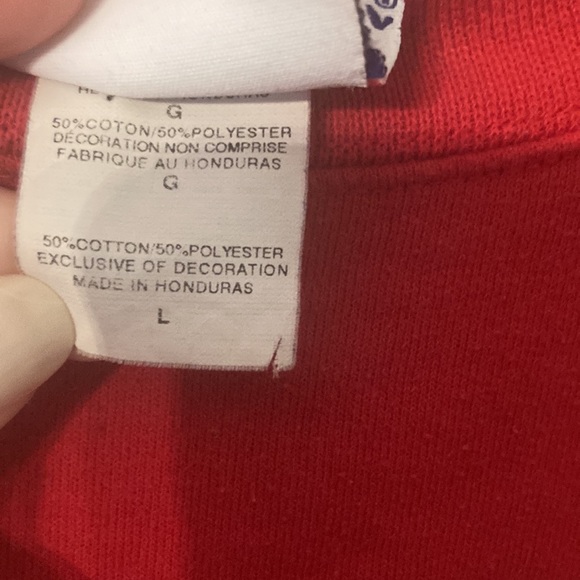 G
50%COTON/50%POLYESTER
DÉCORATION NON COMPRISE
FABRIQUE AU HONDURAS
G
50%COTTON/50%POLYESTER
EXCLUSIVE OF DECORATION
MADE IN HONDURAS
L